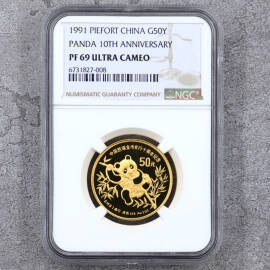 1991 PIEFORT CHINA G50Y
PANDA 10TH ANNIVERSARY
PF 69 ULTRA CAMEO
6731827-008
NUMISMATIC GUARANTY COMPANY
NGC
50元